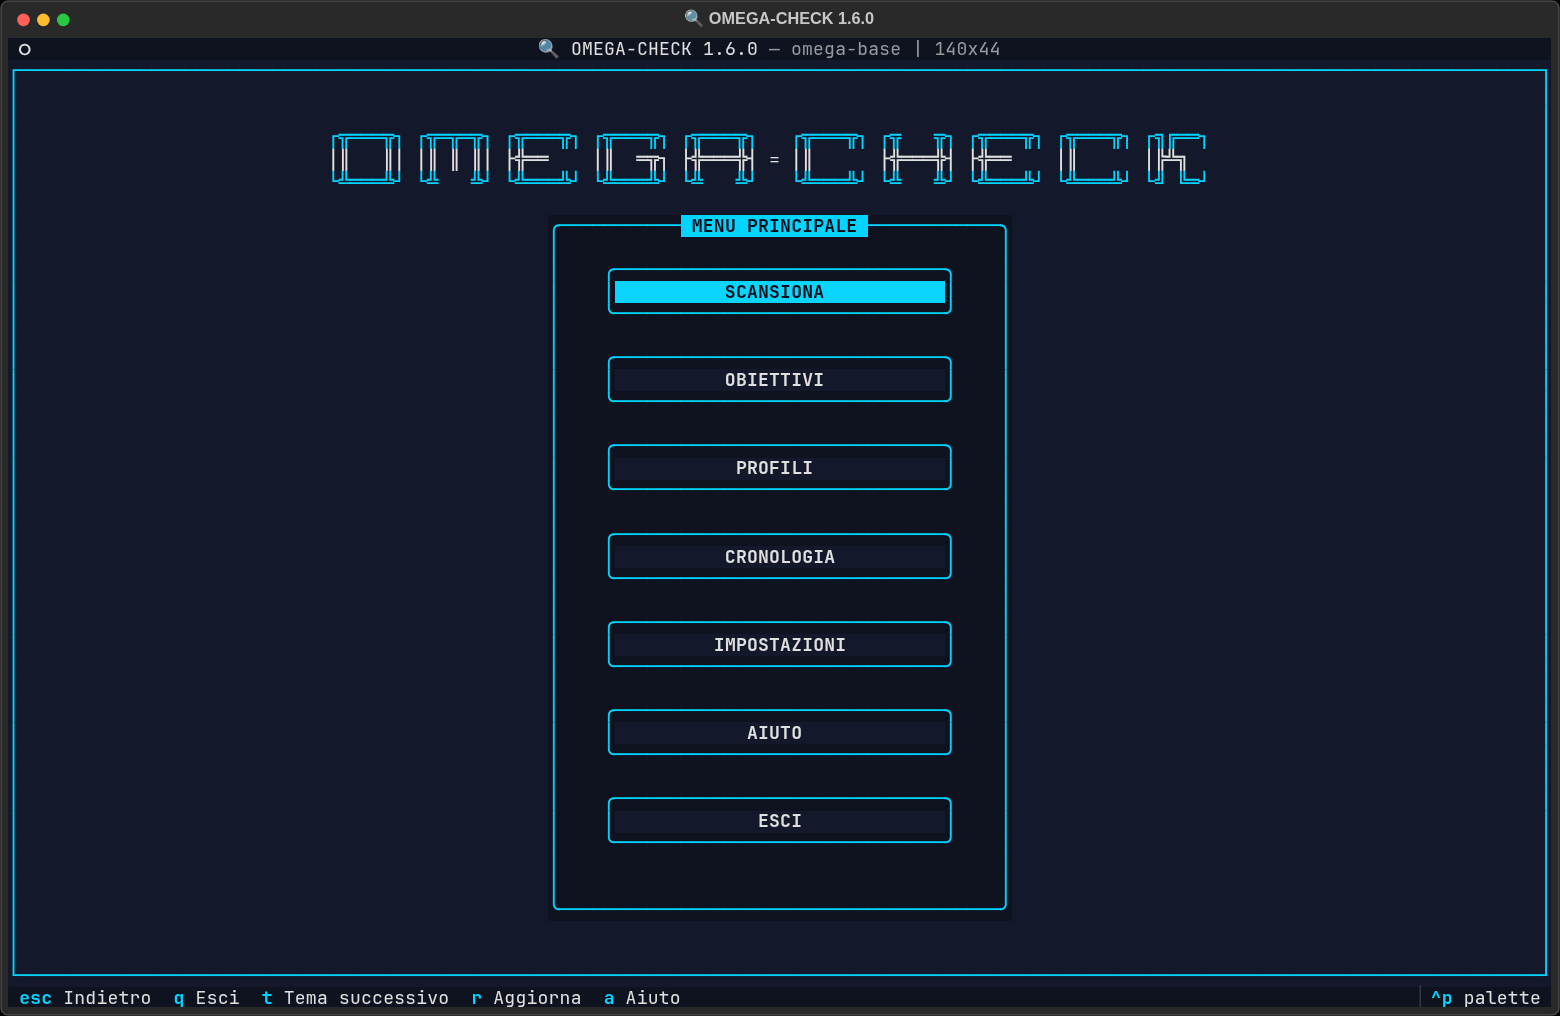 🔍 OMEGA-CHECK 1.6.0
🔍 OMEGA-CHECK 1.6.0 — omega-base | 140x44
OMEGA=CHECK
MENU PRINCIPALE
SCANSIONA
OBIETTIVI
PROFILI
CRONOLOGIA
IMPOSTAZIONI
AIUTO
ESCI
esc Indietro q Esci t Tema successivo r Aggiorna a Aiuto ^p palette